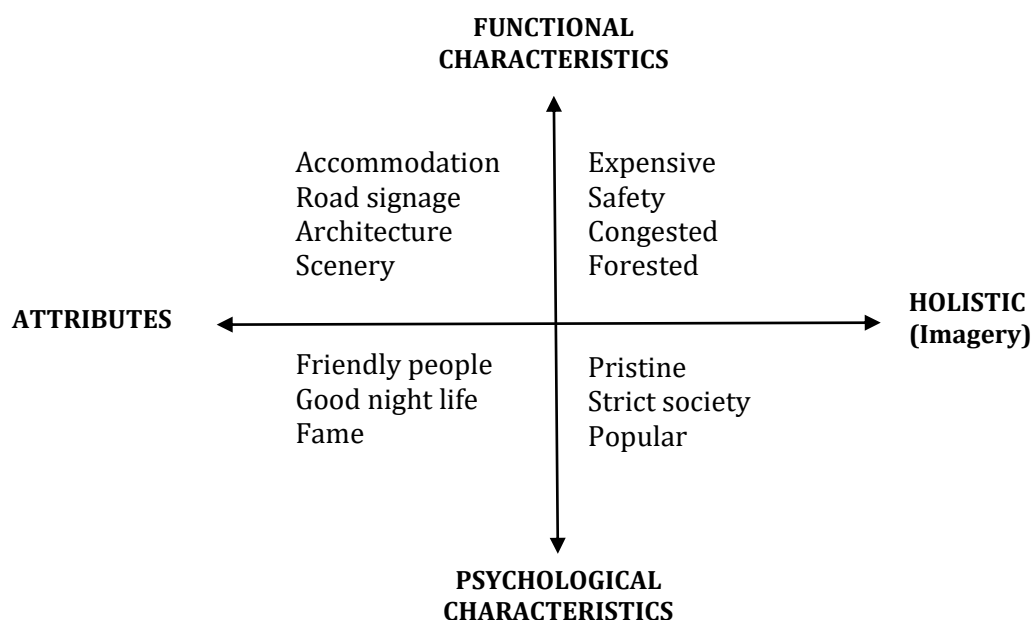 FUNCTIONAL
CHARACTERISTICS
Accommodation
Road signage
Architecture
Scenery
Expensive
Safety
Congested
Forested
ATTRIBUTES
HOLISTIC
(Imagery)
Friendly people
Good night life
Fame
Pristine
Strict society
Popular
PSYCHOLOGICAL
CHARACTERISTICS